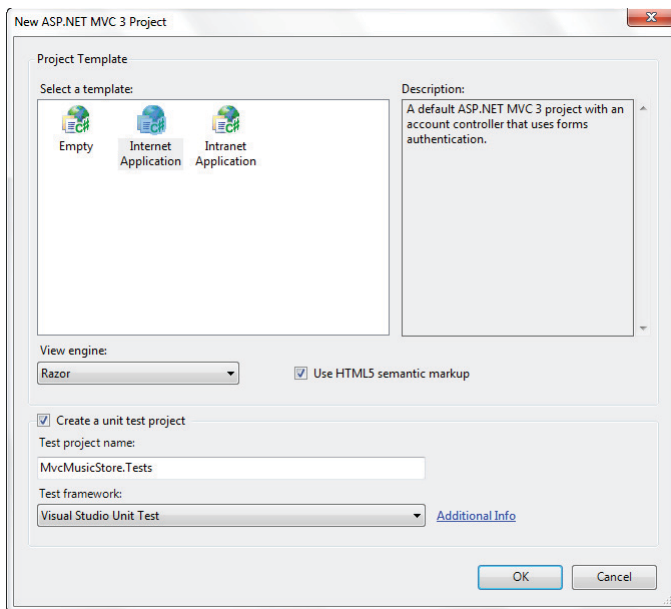 New ASP.NET MVC 3 Project
Project Template
Select a template:
Description:
Empty
Internet
Application
Intranet
Application
A default ASP.NET MVC 3 project with an
account controller that uses forms
authentication.
View engine:
Razor
Use HTML5 semantic markup
Create a unit test project
Test project name:
MvcMusicStore.Tests
Test framework:
Visual Studio Unit Test
Additional Info
OK
Cancel